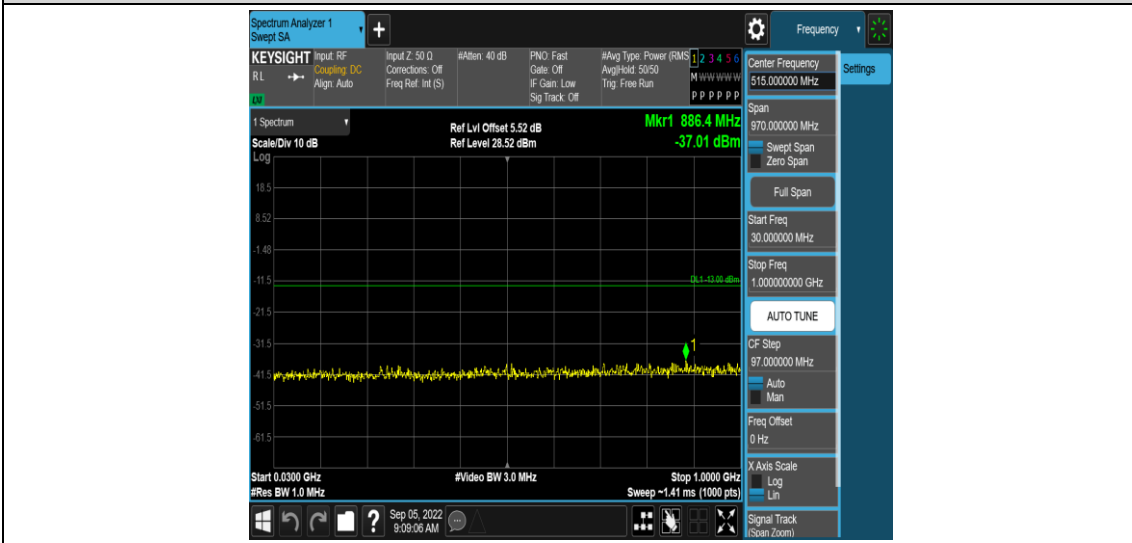 Spectrum Analyzer 1
Swept SA
+
Frequency
KEYSIGHT
RL
Input: RF
Coupling: DC
Align: Auto
Input Z: 50 Ω
Corrections: Off
Freq Ref: Int (S)
#Atten: 40 dB
PNO: Fast
Gate: Off
IF Gain: Low
Sig Track: Off
#Avg Type: Power (RMS
Avg|Hold: 50/50
Trig: Free Run
1 2 3 4 5 6
M W W W W W
P P P P P P
1 Spectrum
Ref Lvl Offset 5.52 dB
Mkr1 886.4 MHz
Scale/Div 10 dB
Ref Level 28.52 dBm
-37.01 dBm
Log
18.5
8.52
-1.48
-11.5
DL1 -13.00 dBm
-21.5
-31.5
1
-41.5
-51.5
-61.5
Start 0.0300 GHz
#Video BW 3.0 MHz
Stop 1.0000 GHz
#Res BW 1.0 MHz
Sweep ~1.41 ms (1000 pts)
?
Sep 05, 2022
9:09:06 AM
Center Frequency
515.000000 MHz
Settings
Span
970.000000 MHz
Swept Span
Zero Span
Full Span
Start Freq
30.000000 MHz
Stop Freq
1.000000000 GHz
AUTO TUNE
CF Step
97.000000 MHz
Auto
Man
Freq Offset
0 Hz
X Axis Scale
Log
Lin
Signal Track
(Span Zoom)